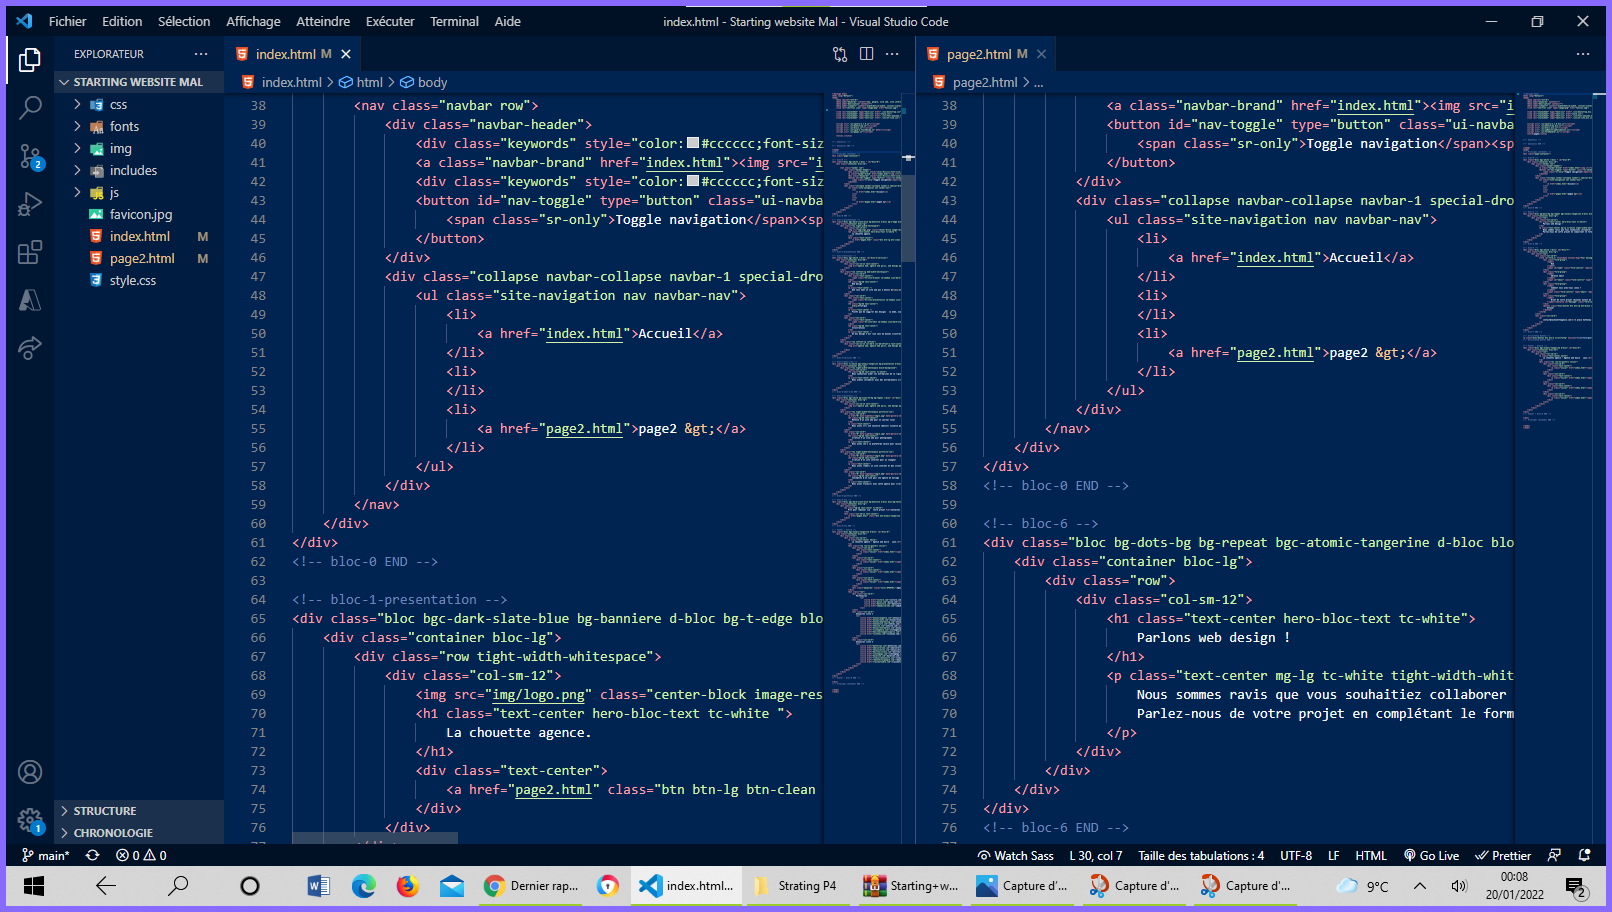 Fichier Edition Sélection Affichage Atteindre Exécuter Terminal Aide
index.html - Starting website Mal - Visual Studio Code
EXPLORATEUR
STARTING WEBSITE MAL
css
fonts
img
includes
js
favicon.jpg
index.html M
page2.html M
style.css
STRUCTURE
CHRONOLOGIE
2
1
index.html M
index.html > html > body
38 <nav class="navbar row">
39 <div class="navbar-header">
40 <div class="keywords" style="color:#cccccc;font-siz
41 <a class="navbar-brand" href="index.html"><img src="i
42 <div class="keywords" style="color:#cccccc;font-siz
43 <button id="nav-toggle" type="button" class="ui-navba
44 <span class="sr-only">Toggle navigation</span><sp
45 </button>
46 </div>
47 <div class="collapse navbar-collapse navbar-1 special-dro
48 <ul class="site-navigation nav navbar-nav">
49 <li>
50 <a href="index.html">Accueil</a>
51 </li>
52 <li>
53 </li>
54 <li>
55 <a href="page2.html">page2 &gt;</a>
56 </li>
57 </ul>
58 </div>
59 </nav>
60 </div>
61 </div>
62 <!-- bloc-0 END -->
63
64 <!-- bloc-1-presentation -->
65 <div class="bloc bgc-dark-slate-blue bg-banniere d-bloc bg-t-edge blo
66 <div class="container bloc-lg">
67 <div class="row tight-width-whitespace">
68 <div class="col-sm-12">
69 <img src="img/logo.png" class="center-block image-res
70 <h1 class="text-center hero-bloc-text tc-white ">
71 La chouette agence.
72 </h1>
73 <div class="text-center">
74 <a href="page2.html" class="btn btn-lg btn-clean
75 </div>
76 </div>
page2.html M
page2.html > ...
38 <a class="navbar-brand" href="index.html"><img src="i
39 <button id="nav-toggle" type="button" class="ui-navba
40 <span class="sr-only">Toggle navigation</span><sp
41 </button>
42 </div>
43 <div class="collapse navbar-collapse navbar-1 special-dro
44 <ul class="site-navigation nav navbar-nav">
45 <li>
46 <a href="index.html">Accueil</a>
47 </li>
48 <li>
49 </li>
50 <li>
51 <a href="page2.html">page2 &gt;</a>
52 </li>
53 </ul>
54 </div>
55 </nav>
56 </div>
57 </div>
58 <!-- bloc-0 END -->
59
60 <!-- bloc-6 -->
61 <div class="bloc bg-dots-bg bg-repeat bgc-atomic-tangerine d-bloc blo
62 <div class="container bloc-lg">
63 <div class="row">
64 <div class="col-sm-12">
65 <h1 class="text-center hero-bloc-text tc-white">
66 Parlons web design !
67 </h1>
68 <p class="text-center mg-lg tc-white tight-width-whit
69 Nous sommes ravis que vous souhaitiez collaborer
70 Parlez-nous de votre projet en complétant le form
71 </p>
72 </div>
73 </div>
74 </div>
75 </div>
76 <!-- bloc-6 END -->
main* 0 0
Watch Sass L 30, col 7 Taille des tabulations : 4 UTF-8 LF HTML Go Live Prettier
Dernier rap... index.html... Strating P4 Starting+w... Capture d'... Capture d'... Capture d'... 9°C
00:08
20/01/2022
2